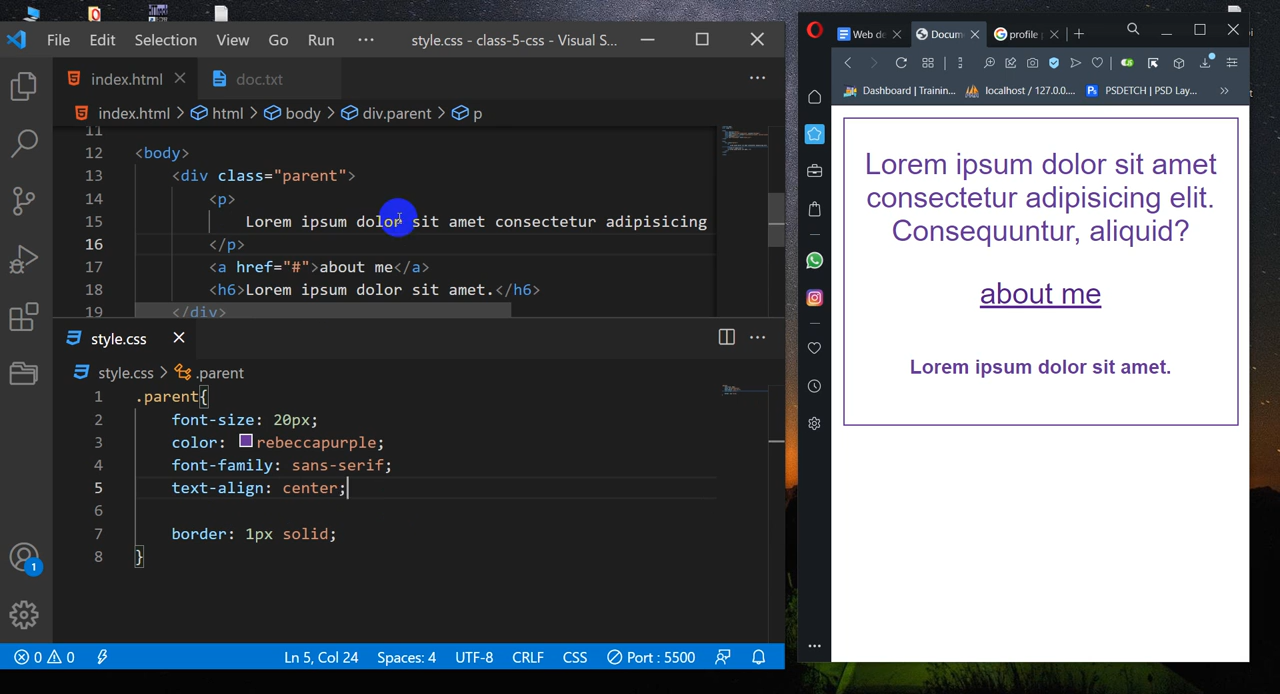 File Edit Selection View Go Run ··· style.css - class-5-css - Visual S...
index.html doc.txt
index.html > html > body > div.parent > p
11
12 <body>
13 <div class="parent">
14 <p>
15 Lorem ipsum dolor sit amet consectetur adipisicing
16 </p>
17 <a href="#">about me</a>
18 <h6>Lorem ipsum dolor sit amet.</h6>
19 </div>
style.css
style.css > .parent
1 .parent{
2 font-size: 20px;
3 color: rebeccapurple;
4 font-family: sans-serif;
5 text-align: center;
6
7 border: 1px solid;
8 }
1
0 0 Ln 5, Col 24 Spaces: 4 UTF-8 CRLF CSS Port : 5500
Web de Docum Google profile
Dashboard | Trainin... localhost / 127.0.0.... PSDETCH | PSD Lay... »
Lorem ipsum dolor sit amet
consectetur adipisicing elit.
Consequuntur, aliquid?
about me
Lorem ipsum dolor sit amet.